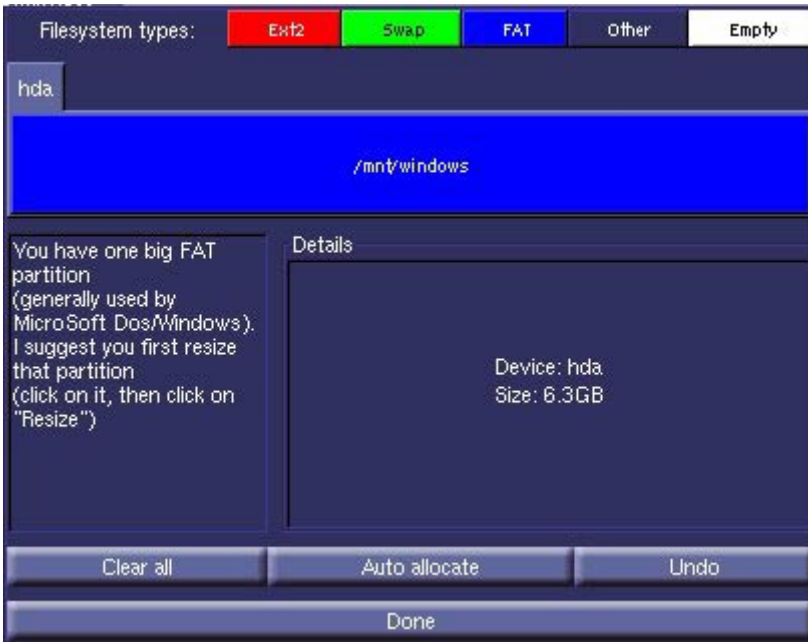 Filesystem types: Ext2 Swap FAT Other Empty
hda
/mnt/windows
You have one big FAT
partition
(generally used by
MicroSoft Dos/Windows).
I suggest you first resize
that partition
(click on it, then click on
"Resize")
Details
Device: hda
Size: 6.3GB
Clear all Auto allocate Undo
Done